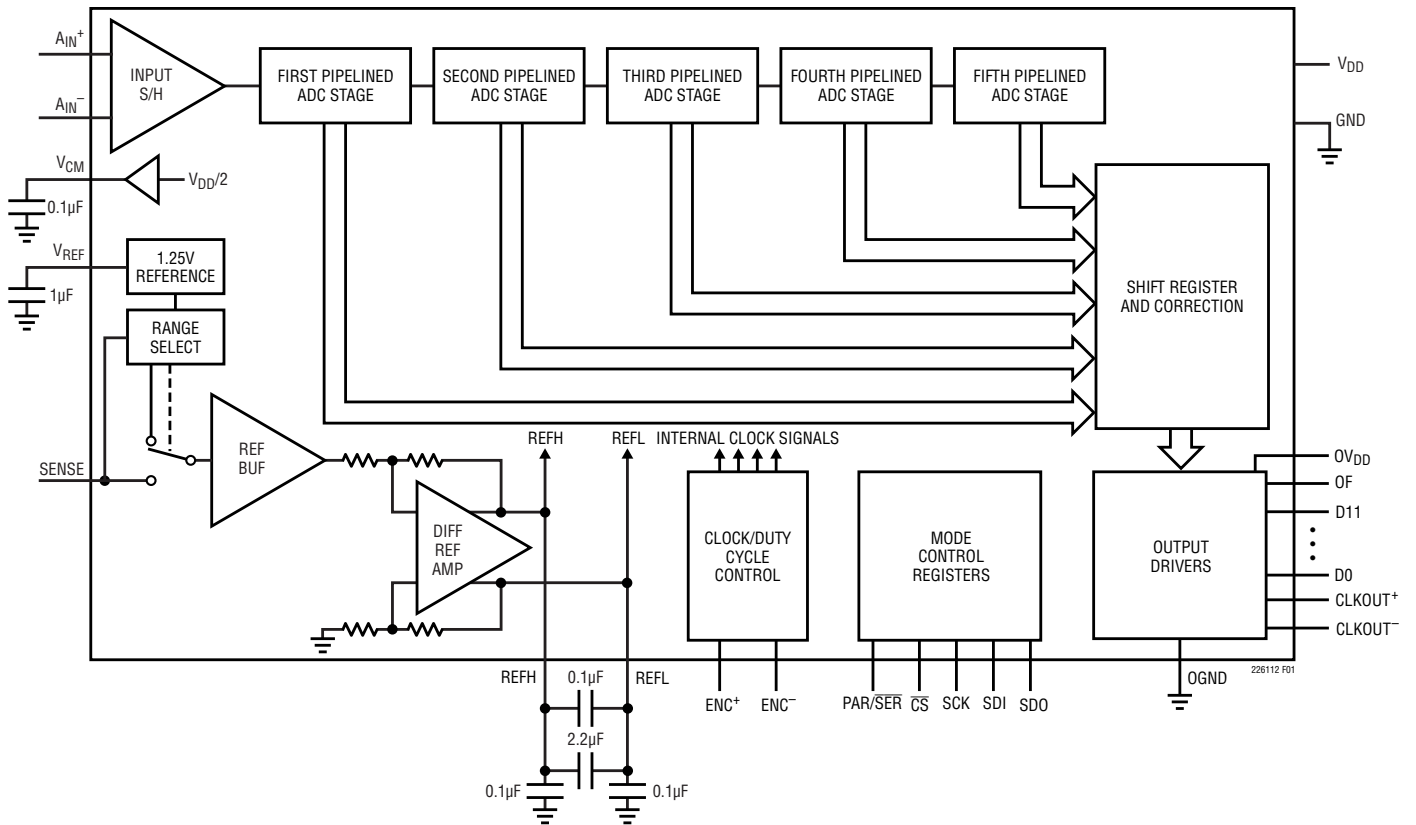 AIN+
AIN−
INPUT
S/H
FIRST PIPELINED
ADC STAGE
SECOND PIPELINED
ADC STAGE
THIRD PIPELINED
ADC STAGE
FOURTH PIPELINED
ADC STAGE
FIFTH PIPELINED
ADC STAGE
VDD
GND
VCM
VDD/2
0.1µF
VREF
1µF
1.25V
REFERENCE
RANGE
SELECT
SHIFT REGISTER
AND CORRECTION
SENSE
REF
BUF
REFH
REFL
INTERNAL CLOCK SIGNALS
DIFF
REF
AMP
CLOCK/DUTY
CYCLE
CONTROL
MODE
CONTROL
REGISTERS
OUTPUT
DRIVERS
OVDD
OF
D11
D0
CLKOUT+
CLKOUT−
226112 F01
REFH
0.1µF
REFL
2.2µF
0.1µF
0.1µF
ENC+
ENC−
PAR/S̅E̅R̅
C̅S̅
SCK
SDI
SDO
OGND